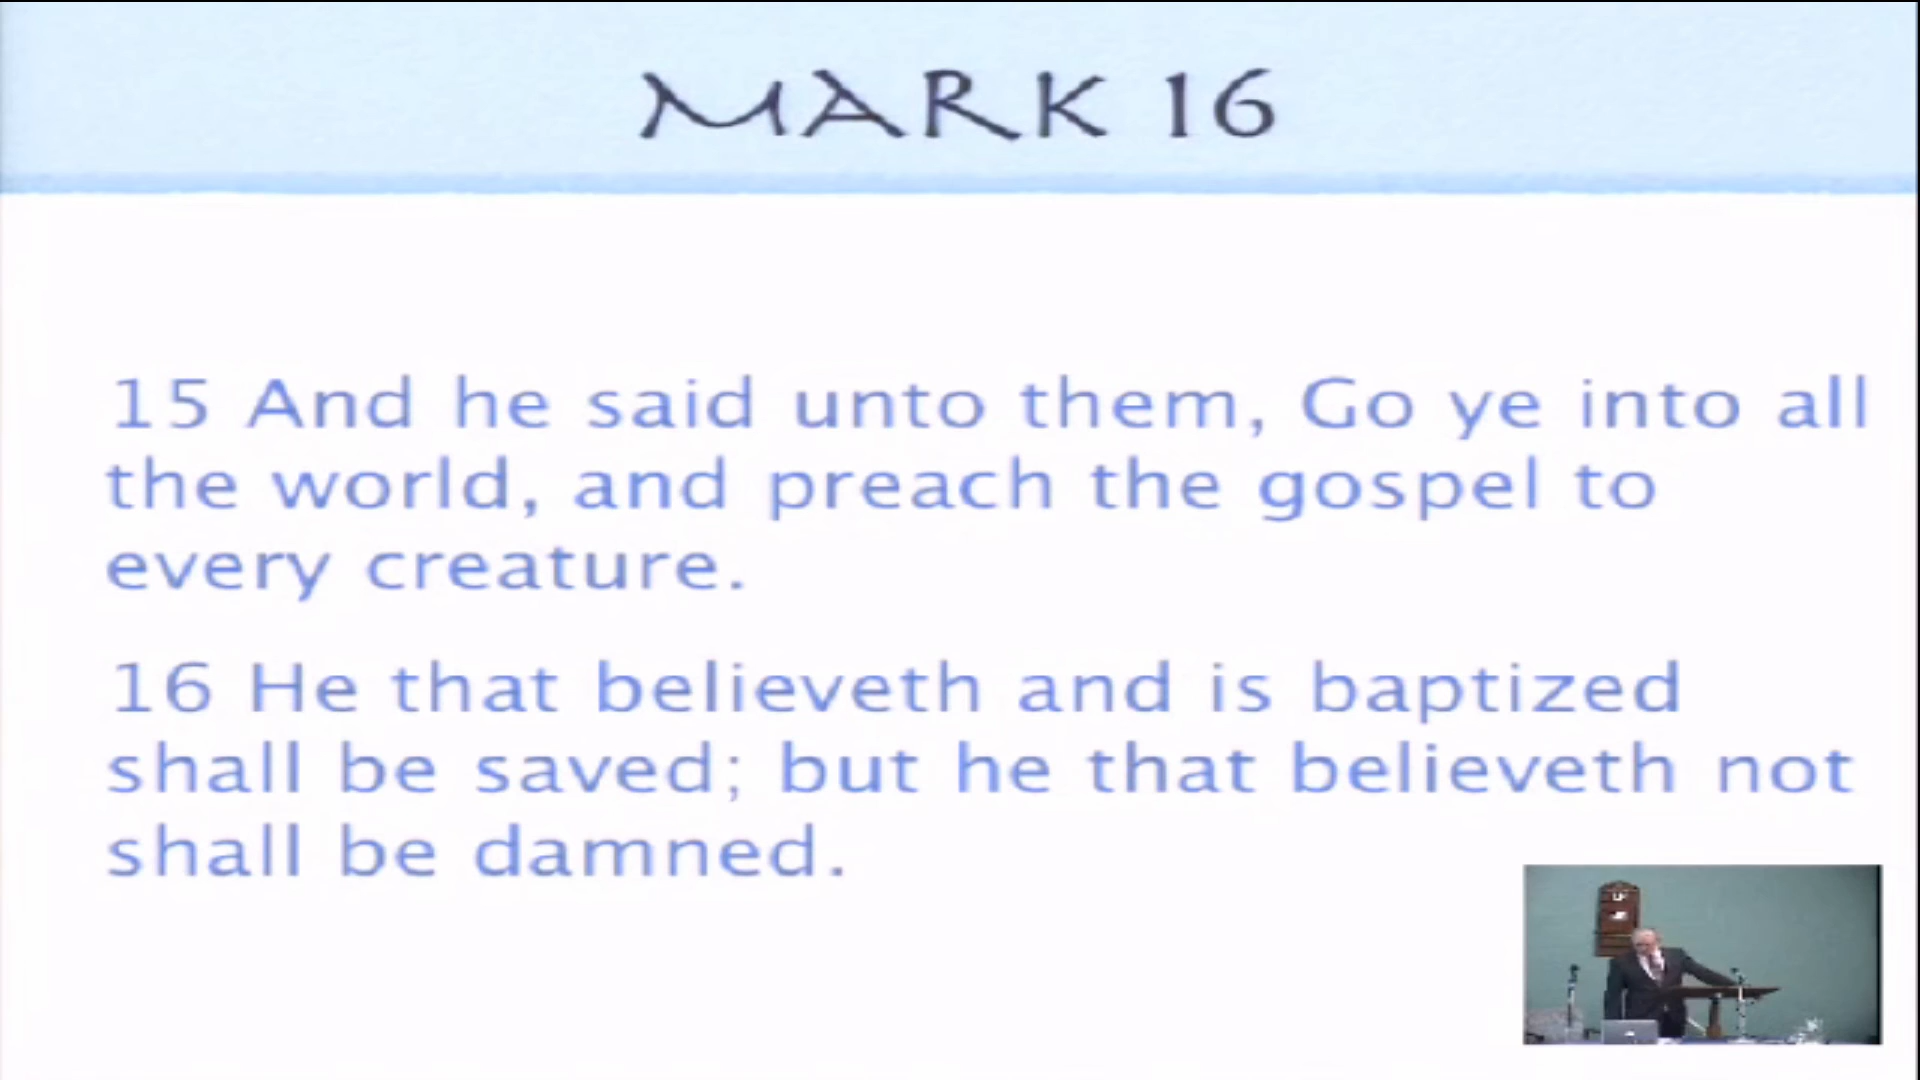 MARK 16
15 And he said unto them, Go ye into all
the world, and preach the gospel to
every creature.
16 He that believeth and is baptized
shall be saved; but he that believeth not
shall be damned.